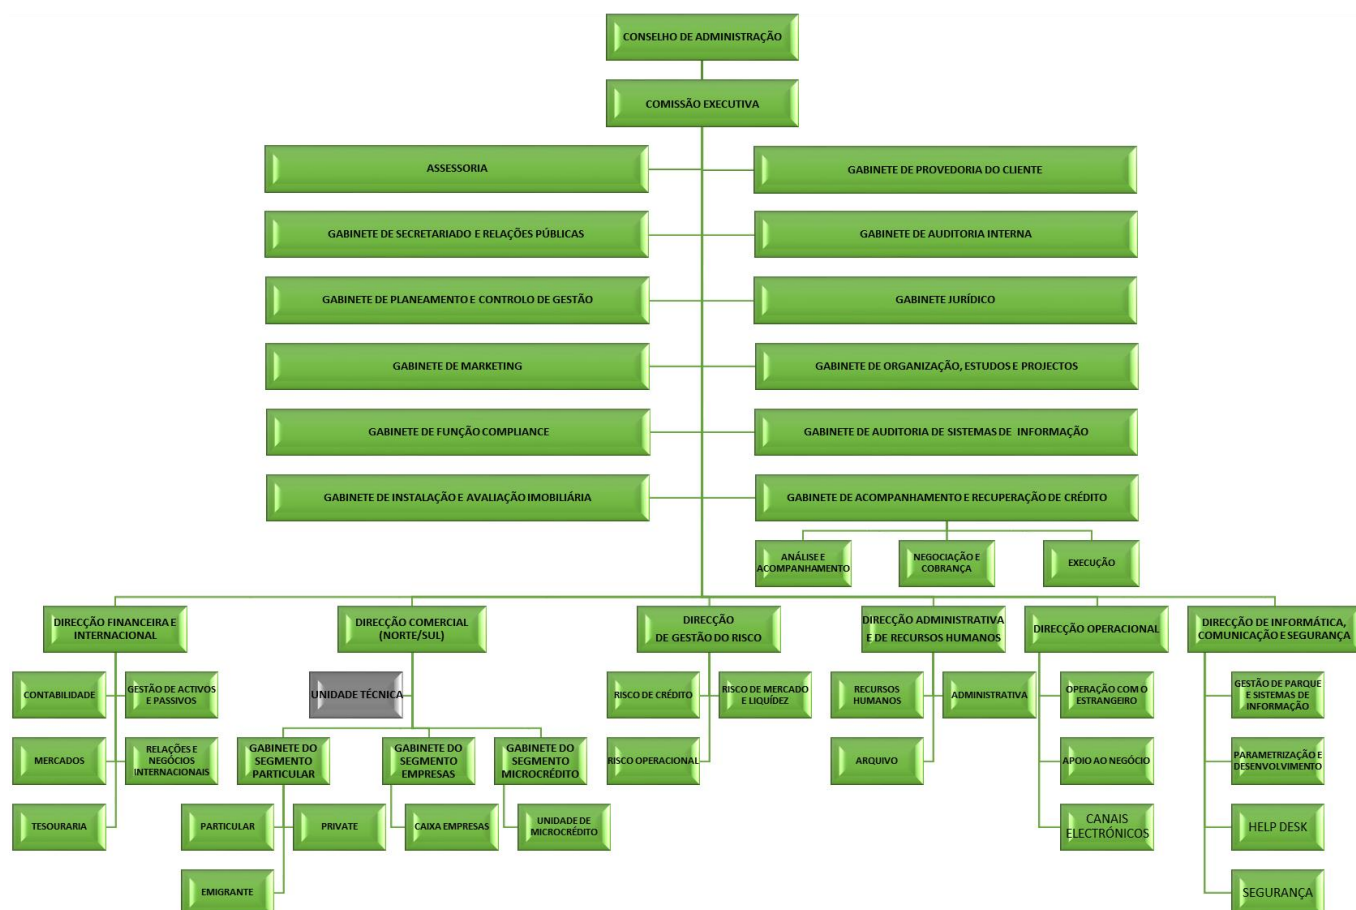 CONSELHO DE ADMINISTRAÇÃO
COMISSÃO EXECUTIVA
ASSESSORIA
GABINETE DE PROVEDORIA DO CLIENTE
GABINETE DE SECRETARIADO E RELAÇÕES PÚBLICAS
GABINETE DE AUDITORIA INTERNA
GABINETE DE PLANEAMENTO E CONTROLO DE GESTÃO
GABINETE JURÍDICO
GABINETE DE MARKETING
GABINETE DE ORGANIZAÇÃO, ESTUDOS E PROJECTOS
GABINETE DE FUNÇÃO COMPLIANCE
GABINETE DE AUDITORIA DE SISTEMAS DE INFORMAÇÃO
GABINETE DE INSTALAÇÃO E AVALIAÇÃO IMOBILIÁRIA
GABINETE DE ACOMPANHAMENTO E RECUPERAÇÃO DE CRÉDITO
ANÁLISE E
ACOMPANHAMENTO
NEGOCIAÇÃO E
COBRANÇA
EXECUÇÃO
DIRECÇÃO FINANCEIRA E
INTERNACIONAL
DIRECÇÃO COMERCIAL
(NORTE/SUL)
DIRECÇÃO
DE GESTÃO DO RISCO
DIRECÇÃO ADMINISTRATIVA
E DE RECURSOS HUMANOS
DIRECÇÃO OPERACIONAL
DIRECÇÃO DE INFORMÁTICA,
COMUNICAÇÃO E SEGURANÇA
CONTABILIDADE
GESTÃO DE ACTIVOS
E PASSIVOS
UNIDADE TÉCNICA
RISCO DE CRÉDITO
RISCO DE MERCADO
E LIQUÍDEZ
RECURSOS
HUMANOS
ADMINISTRATIVA
OPERAÇÃO COM O
ESTRANGEIRO
GESTÃO DE PARQUE
E SISTEMAS DE
INFORMAÇÃO
MERCADOS
RELAÇÕES E
NEGÓCIOS
INTERNACIONAIS
GABINETE DO
SEGMENTO
PARTICULAR
GABINETE DO
SEGMENTO
EMPRESAS
GABINETE DO
SEGMENTO
MICROCRÉDITO
RISCO OPERACIONAL
ARQUIVO
APOIO AO NEGÓCIO
PARAMETRIZAÇÃO E
DESENVOLVIMENTO
TESOURARIA
PARTICULAR
PRIVATE
CAIXA EMPRESAS
UNIDADE DE
MICROCRÉDITO
CANAIS
ELECTRÓNICOS
HELP DESK
EMIGRANTE
SEGURANÇA